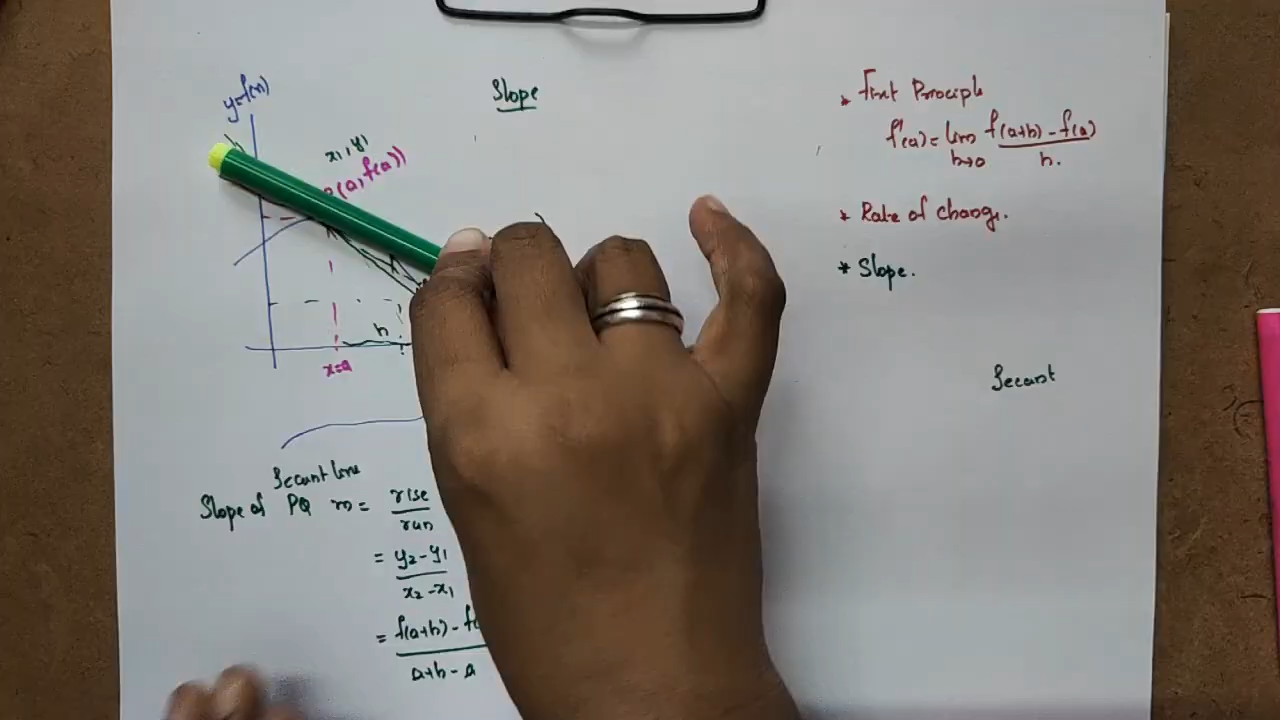 Slope
y=f(x)
x₁, y₁
(a, f(a))
h
x=a
Secant line
Slope of PQ m = rise/run
= y₂-y₁/x₂-x₁
= f(a+h) - f(/a+h-a
* First Principle
f'(a) = lim h→0 f(a+h) - f(a)/h.
* Rate of change.
* Slope.
Secant